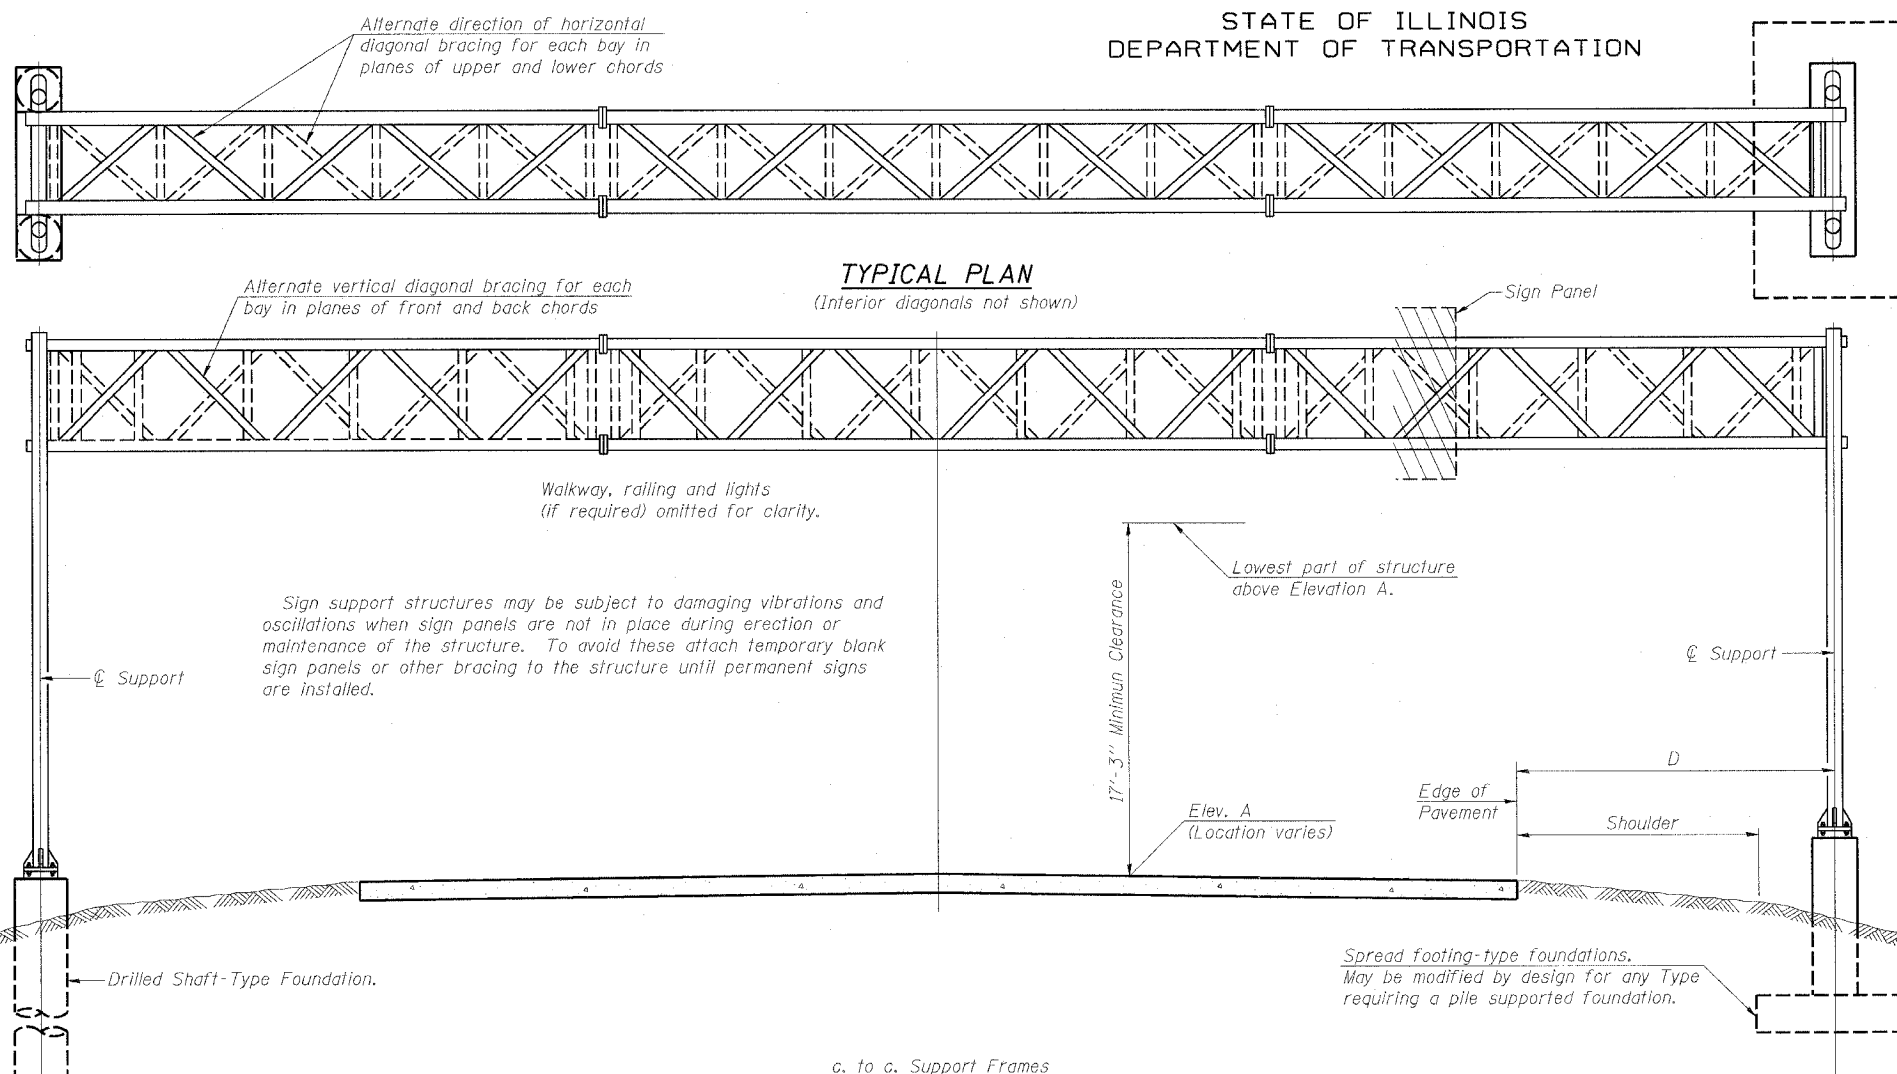 STATE OF ILLINOIS
DEPARTMENT OF TRANSPORTATION
Alternate direction of horizontal
diagonal bracing for each bay in
planes of upper and lower chords
TYPICAL PLAN
(Interior diagonals not shown)
Alternate vertical diagonal bracing for each
bay in planes of front and back chords
Sign Panel
Walkway, railing and lights
(if required) omitted for clarity.
Lowest part of structure
above Elevation A.
17'-3" Minimun Clearance
Sign support structures may be subject to damaging vibrations and
oscillations when sign panels are not in place during erection or
maintenance of the structure. To avoid these attach temporary blank
sign panels or other bracing to the structure until permanent signs
are installed.
℄ Support
℄ Support
D
Edge of
Pavement
Shoulder
Elev. A
(Location varies)
Drilled Shaft-Type Foundation.
Spread footing-type foundations.
May be modified by design for any Type
requiring a pile supported foundation.
c. to c. Support Frames